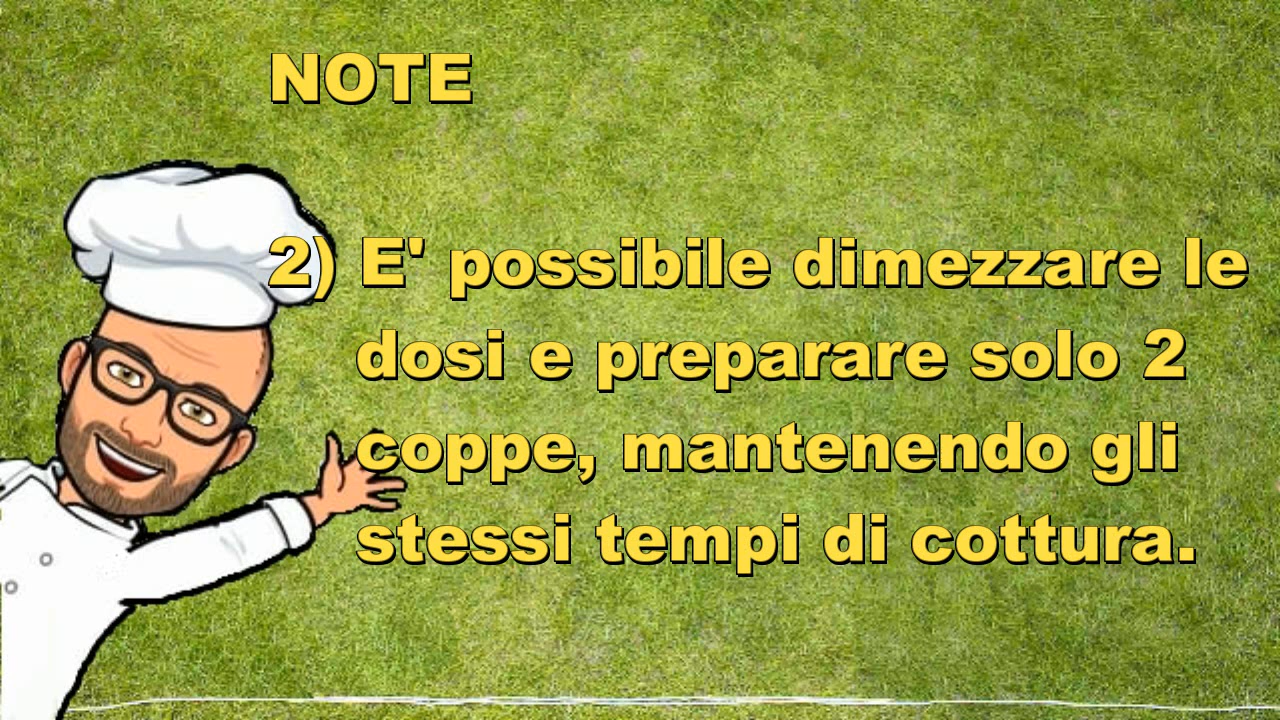 NOTE
2) E' possibile dimezzare le
dosi e preparare solo 2
coppe, mantenendo gli
stessi tempi di cottura.